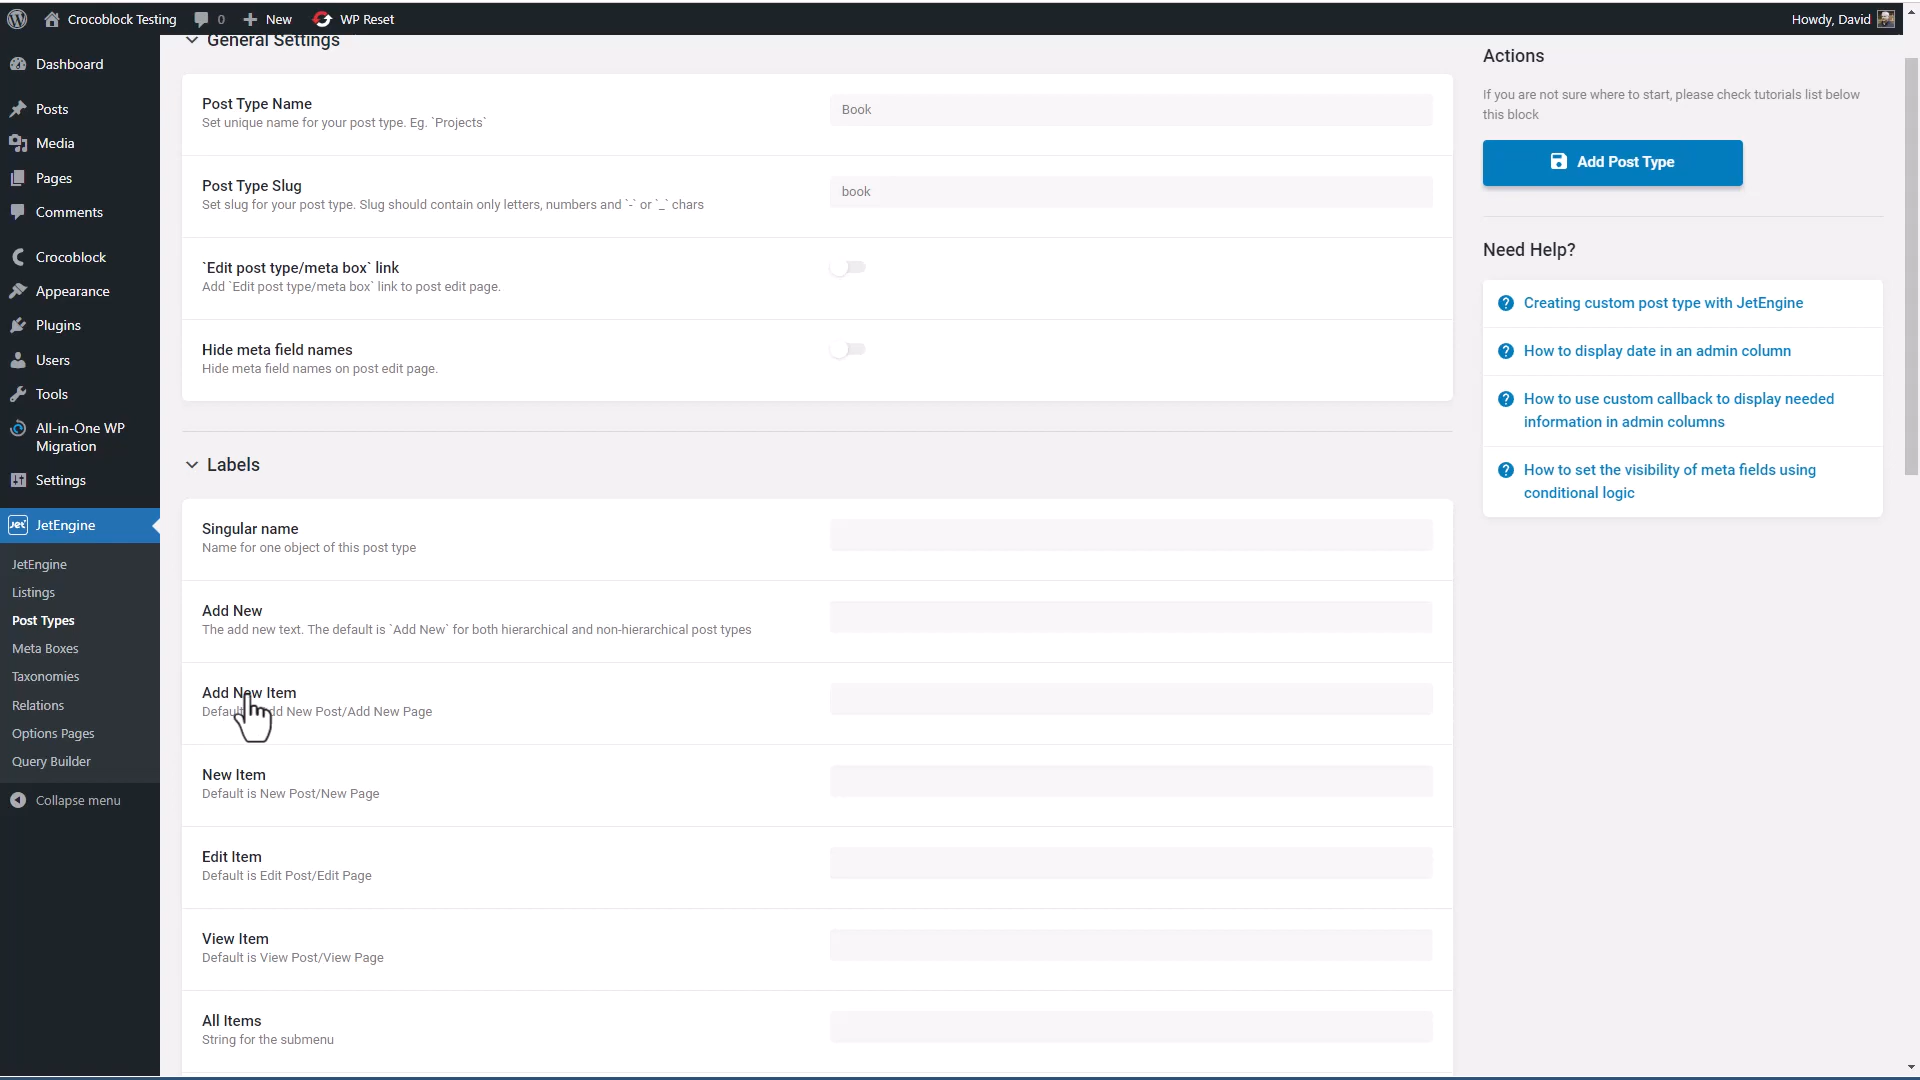 Crocoblock Testing
0
New
WP Reset
Howdy, David
Dashboard
Posts
Media
Pages
Comments
Crocoblock
Appearance
Plugins
Users
Tools
All-in-One WP
Migration
Settings
JetEngine
JetEngine
Listings
Post Types
Meta Boxes
Taxonomies
Relations
Options Pages
Query Builder
Collapse menu
General Settings
Post Type Name
Set unique name for your post type. Eg. `Projects`
Book
Post Type Slug
Set slug for your post type. Slug should contain only letters, numbers and `-` or `_` chars
book
`Edit post type/meta box` link
Add `Edit post type/meta box` link to post edit page.
Hide meta field names
Hide meta field names on post edit page.
Labels
Singular name
Name for one object of this post type
Add New
The add new text. The default is `Add New` for both hierarchical and non-hierarchical post types
Add New Item
New Post/Add New Page
New Item
Default is New Post/New Page
Edit Item
Default is Edit Post/Edit Page
View Item
Default is View Post/View Page
All Items
String for the submenu
Actions
If you are not sure where to start, please check tutorials list below
this block
Add Post Type
Need Help?
Creating custom post type with JetEngine
How to display date in an admin column
How to use custom callback to display needed
information in admin columns
How to set the visibility of meta fields using
conditional logic